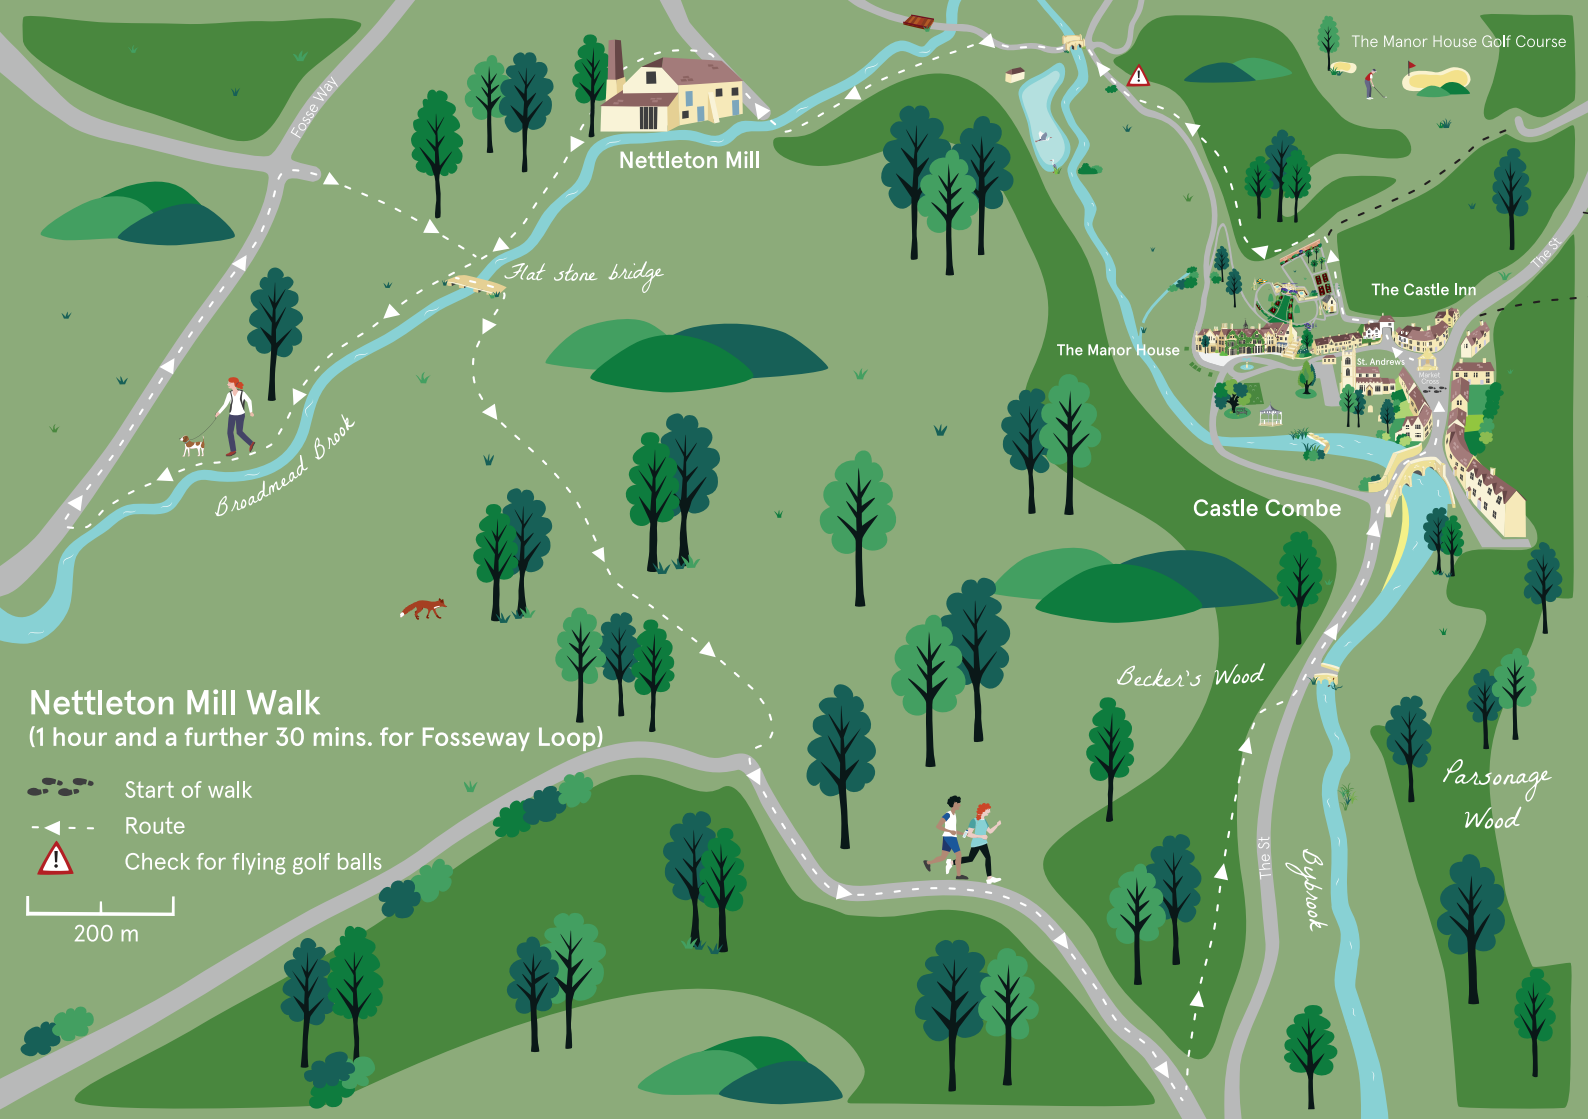 The Manor House Golf Course
Fosse Way
Nettleton Mill
The St
Flat stone bridge
The Castle Inn
The Manor House
St. Andrews
Market
Cross
Broadmead Brook
Castle Combe
Becker's Wood
Nettleton Mill Walk
(1 hour and a further 30 mins. for Fosseway Loop)
Start of walk
Route
Check for flying golf balls
200 m
Parsonage
Wood
The St
Bybrook